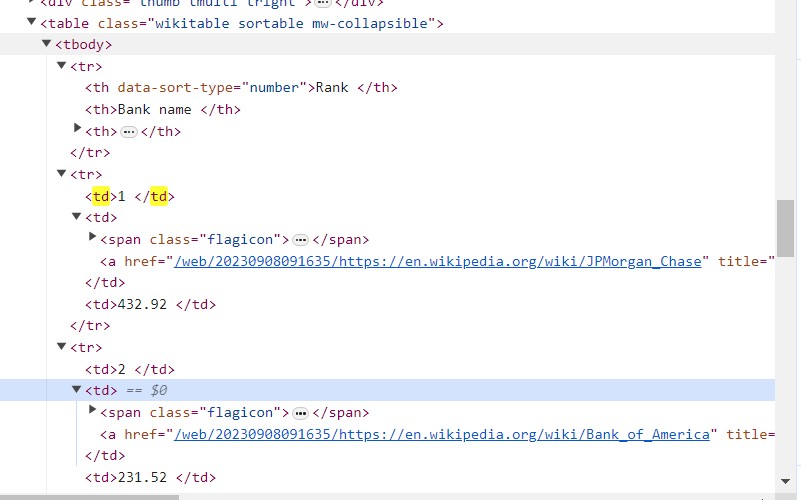 <div class="thumb tmulti tright">…</div>
<table class="wikitable sortable mw-collapsible">
<tbody>
<tr>
<th data-sort-type="number">Rank </th>
<th>Bank name </th>
<th>…</th>
</tr>
<tr>
<td>1 </td>
<td>
<span class="flagicon">…</span>
<a href="/web/20230908091635/https://en.wikipedia.org/wiki/JPMorgan_Chase" title="
</td>
<td>432.92 </td>
</tr>
<tr>
<td>2 </td>
<td> == $0
<span class="flagicon">…</span>
<a href="/web/20230908091635/https://en.wikipedia.org/wiki/Bank_of_America" title=
</td>
<td>231.52 </td>